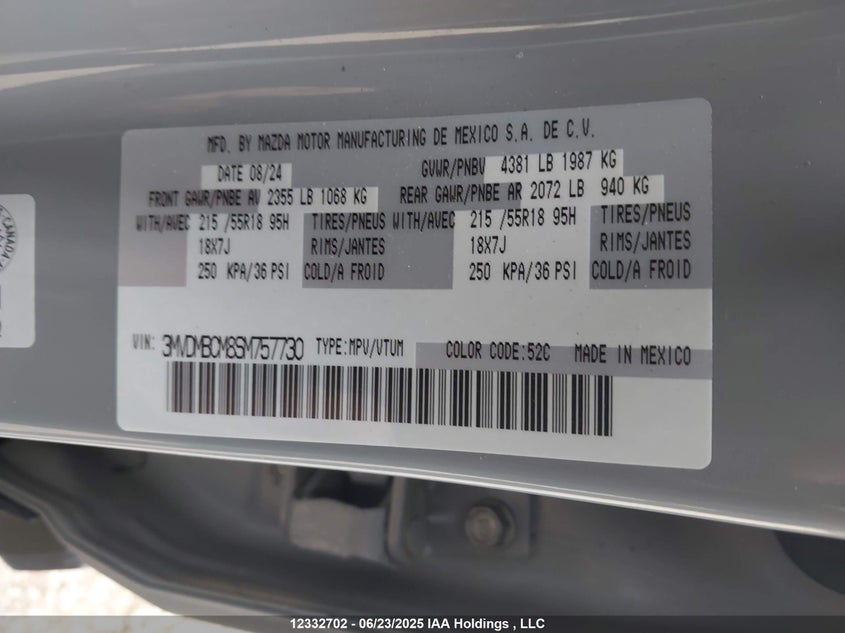 MFD. BY MAZDA MOTOR MANUFACTURING DE MEXICO S.A. DE C.V.
DATE 08/24 GVWR/PNBV 4381 LB 1987 KG
FRONT GAWR/PNBE AV 2355 LB 1068 KG REAR GAWR/PNBE AR 2072 LB 940 KG
WITH/AVEC 215 /55R18 95H TIRES/PNEUS WITH/AVEC 215 /55R18 95H TIRES/PNEUS
18X7J RIMS/JANTES 18X7J RIMS/JANTES
250 KPA/36 PSI COLD/A FROID 250 KPA/36 PSI COLD/A FROID
VIN: 3MVDMBCM8SM757730 TYPE:MPV/VTUM COLOR CODE:52C MADE IN MEXICO
CANADA
12332702 - 06/23/2025 IAA Holdings , LLC